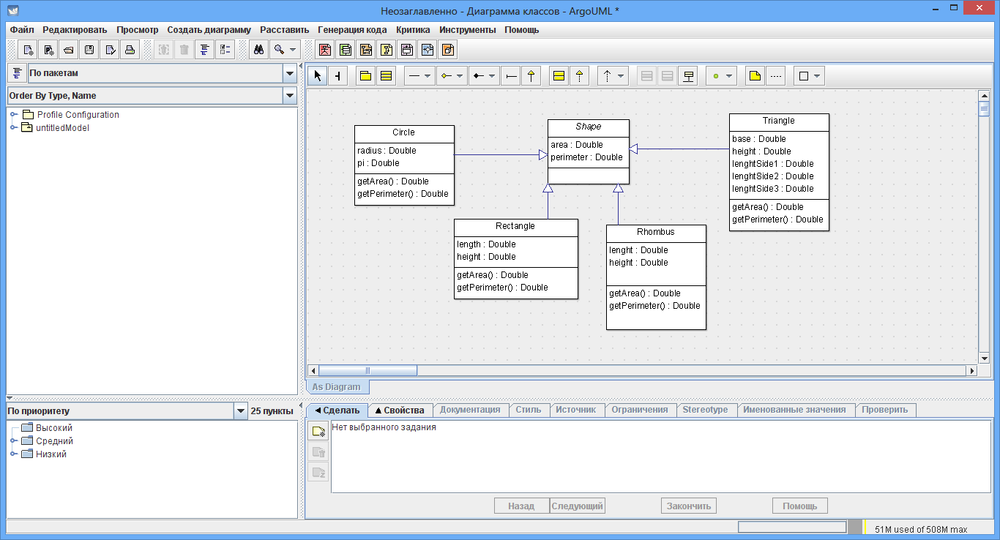 Неозаглавленно - Диаграмма классов - ArgoUML *
Файл Редактировать Просмотр Создать диаграмму Расставить Генерация кода Критика Инструменты Помощь
По пакетам
Order By Type, Name
Profile Configuration
untitledModel
Circle
radius : Double
pi : Double
getArea() : Double
getPerimeter() : Double
Shape
area : Double
perimeter : Double
Triangle
base : Double
height : Double
lenghtSide1 : Double
lenghtSide2 : Double
lenghtSide3 : Double
getArea() : Double
getPerimeter() : Double
Rectangle
length : Double
height : Double
getArea() : Double
getPerimeter() : Double
Rhombus
lenght : Double
height : Double
getArea() : Double
getPerimeter() : Double
As Diagram
По приоритету 25 пункты
Высокий
Средний
Низкий
Сделать Свойства Документация Стиль Источник Ограничения Stereotype Именованные значения Проверить
Нет выбранного задания
Назад Следующий Закончить Помощь
51M used of 508M max